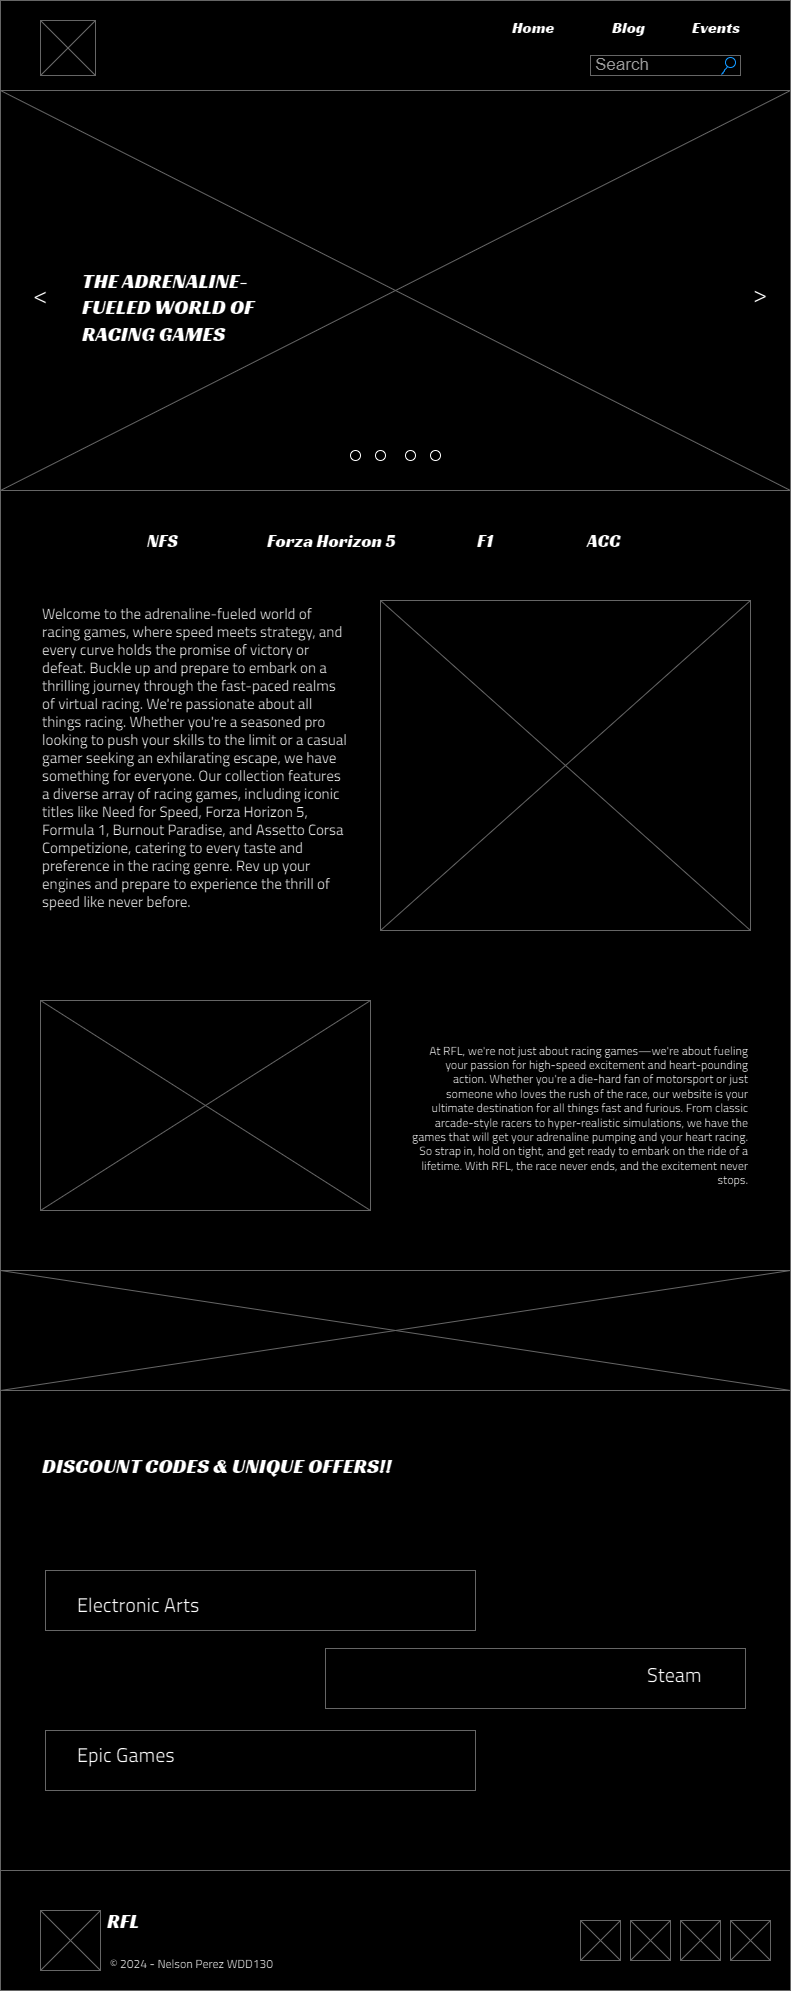 Home Blog Events
Search
THE ADRENALINE-
FUELED WORLD OF
RACING GAMES
< >
NFS Forza Horizon 5 F1 ACC
Welcome to the adrenaline-fueled world of
racing games, where speed meets strategy, and
every curve holds the promise of victory or
defeat. Buckle up and prepare to embark on a
thrilling journey through the fast-paced realms
of virtual racing. We're passionate about all
things racing. Whether you're a seasoned pro
looking to push your skills to the limit or a casual
gamer seeking an exhilarating escape, we have
something for everyone. Our collection features
a diverse array of racing games, including iconic
titles like Need for Speed, Forza Horizon 5,
Formula 1, Burnout Paradise, and Assetto Corsa
Competizione, catering to every taste and
preference in the racing genre. Rev up your
engines and prepare to experience the thrill of
speed like never before.
At RFL, we're not just about racing games—we're about fueling
your passion for high-speed excitement and heart-pounding
action. Whether you're a die-hard fan of motorsport or just
someone who loves the rush of the race, our website is your
ultimate destination for all things fast and furious. From classic
arcade-style racers to hyper-realistic simulations, we have the
games that will get your adrenaline pumping and your heart racing.
So strap in, hold on tight, and get ready to embark on the ride of a
lifetime. With RFL, the race never ends, and the excitement never
stops.
DISCOUNT CODES & UNIQUE OFFERS!!
Electronic Arts
Steam
Epic Games
RFL
© 2024 - Nelson Perez WDD130